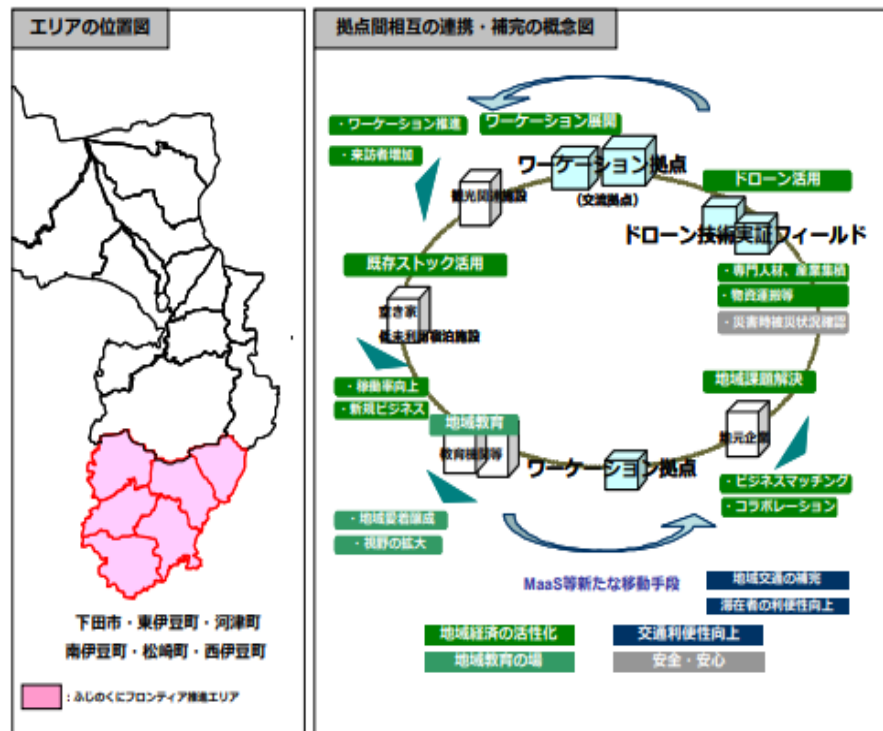 エリアの位置図
下田市・東伊豆町・河津町
南伊豆町・松崎町・西伊豆町
：ふじのくにフロンティア推進エリア
拠点間相互の連携・補完の概念図
・ワーケーション推進
・来訪者増加
ワーケーション展開
ワーケーション拠点
（交流拠点）
観光関連施設
ドローン活用
ドローン技術実証フィールド
・専門人材、産業集積
・物資運搬等
・災害時被災状況確認
既存ストック活用
空き家
低未利用宿泊施設
・稼働率向上
・新規ビジネス
地域課題解決
地元企業
・ビジネスマッチング
・コラボレーション
地域教育
教育機関等
ワーケーション拠点
・地域愛着醸成
・視野の拡大
MaaS等新たな移動手段
地域交通の補完
滞在者の利便性向上
地域経済の活性化
交通利便性向上
地域教育の場
安全・安心